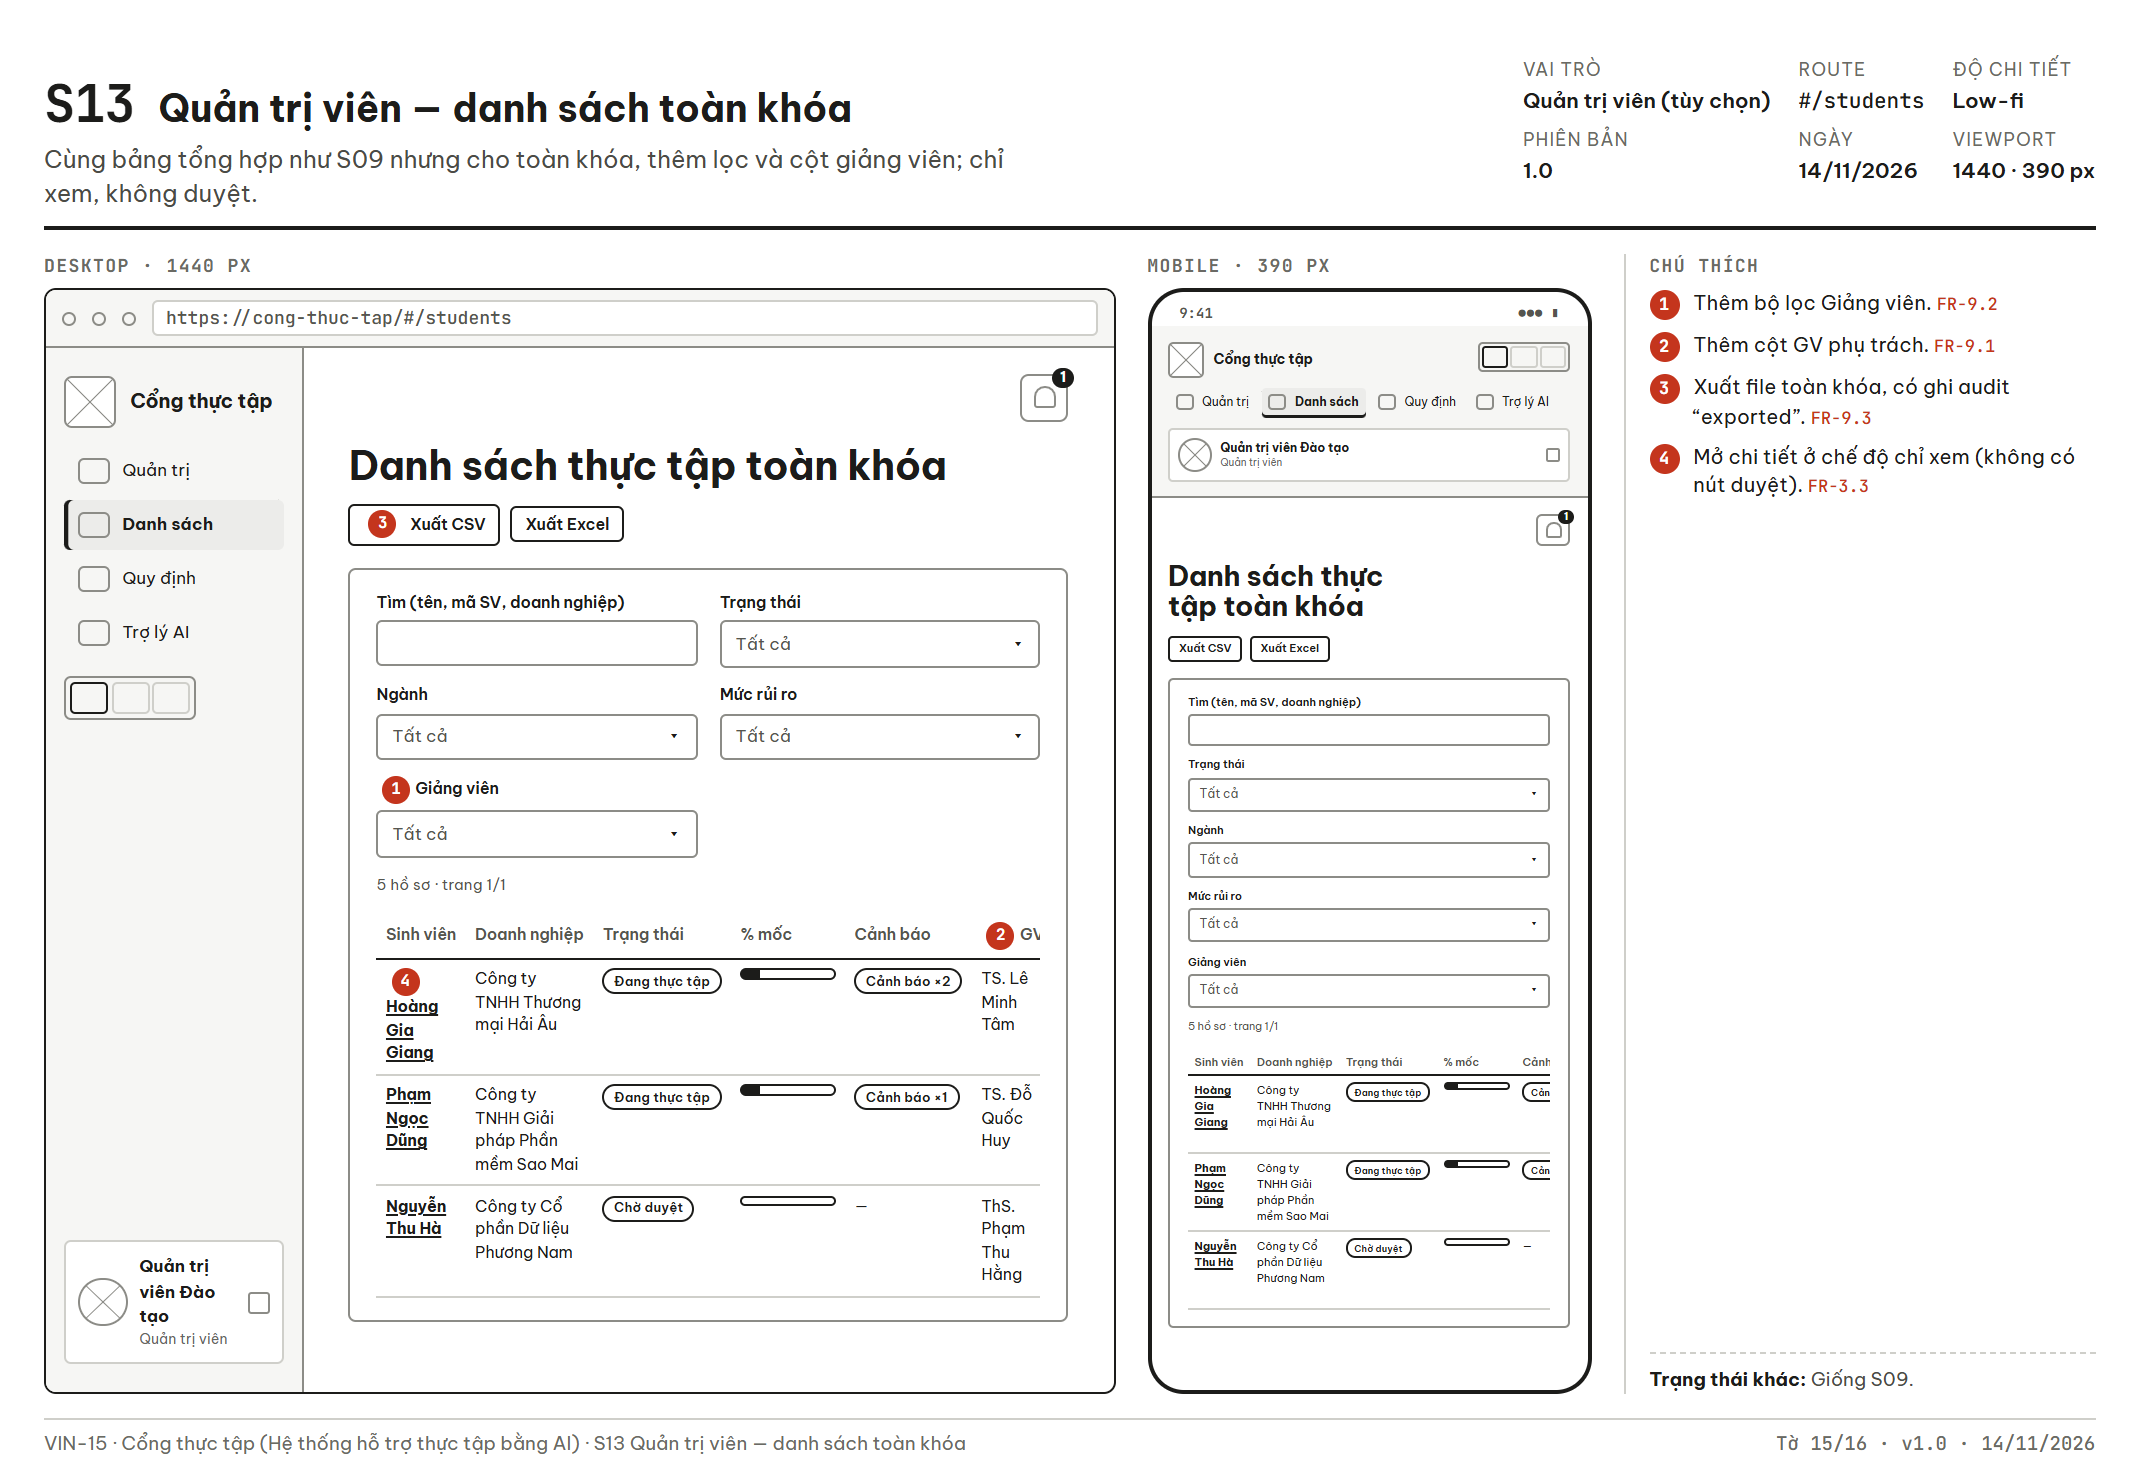 S13 Quản trị viên — danh sách toàn khóa
Cùng bảng tổng hợp như S09 nhưng cho toàn khóa, thêm lọc và cột giảng viên; chỉ
xem, không duyệt.
VAI TRÒ
Quản trị viên (tùy chọn)
ROUTE
#/students
ĐỘ CHI TIẾT
Low-fi
PHIÊN BẢN
1.0
NGÀY
14/11/2026
VIEWPORT
1440 · 390 px
DESKTOP · 1440 PX
https://cong-thuc-tap/#/students
Cổng thực tập
Quản trị
Danh sách
Quy định
Trợ lý AI
Quản trị
viên Đào
tạo
Quản trị viên
1
Danh sách thực tập toàn khóa
3 Xuất CSV
Xuất Excel
Tìm (tên, mã SV, doanh nghiệp)
Trạng thái
Tất cả
Ngành
Tất cả
Mức rủi ro
Tất cả
1 Giảng viên
Tất cả
5 hồ sơ · trang 1/1
Sinh viên Doanh nghiệp Trạng thái % mốc Cảnh báo 2 GV
4
Hoàng
Gia
Giang
Công ty
TNHH Thương
mại Hải Âu
Đang thực tập
Cảnh báo ×2
TS. Lê
Minh
Tâm
Phạm
Ngọc
Dũng
Công ty
TNHH Giải
pháp Phần
mềm Sao Mai
Đang thực tập
Cảnh báo ×1
TS. Đỗ
Quốc
Huy
Nguyễn
Thu Hà
Công ty Cổ
phần Dữ liệu
Phương Nam
Chờ duyệt
—
ThS.
Phạm
Thu
Hằng
MOBILE · 390 PX
9:41
Cổng thực tập
Quản trị
Danh sách
Quy định
Trợ lý AI
Quản trị viên Đào tạo
Quản trị viên
1
Danh sách thực
tập toàn khóa
Xuất CSV
Xuất Excel
Tìm (tên, mã SV, doanh nghiệp)
Trạng thái
Tất cả
Ngành
Tất cả
Mức rủi ro
Tất cả
Giảng viên
Tất cả
5 hồ sơ · trang 1/1
Sinh viên Doanh nghiệp Trạng thái % mốc Cảnh
Hoàng
Gia
Giang
Công ty
TNHH Thương
mại Hải Âu
Đang thực tập
Cản
Phạm
Ngọc
Dũng
Công ty
TNHH Giải
pháp Phần
mềm Sao Mai
Đang thực tập
Cản
Nguyễn
Thu Hà
Công ty Cổ
phần Dữ liệu
Phương Nam
Chờ duyệt
—
CHÚ THÍCH
1 Thêm bộ lọc Giảng viên. FR-9.2
2 Thêm cột GV phụ trách. FR-9.1
3 Xuất file toàn khóa, có ghi audit
“exported”. FR-9.3
4 Mở chi tiết ở chế độ chỉ xem (không có
nút duyệt). FR-3.3
Trạng thái khác: Giống S09.
VIN-15 · Cổng thực tập (Hệ thống hỗ trợ thực tập bằng AI) · S13 Quản trị viên — danh sách toàn khóa
Tờ 15/16 · v1.0 · 14/11/2026